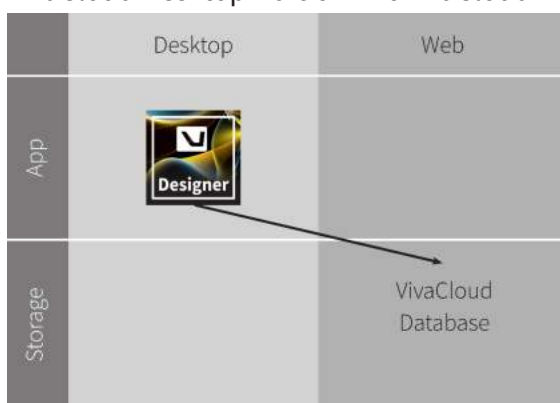 Desktop
Web
App
Designer
Storage
VivaCloud
Database